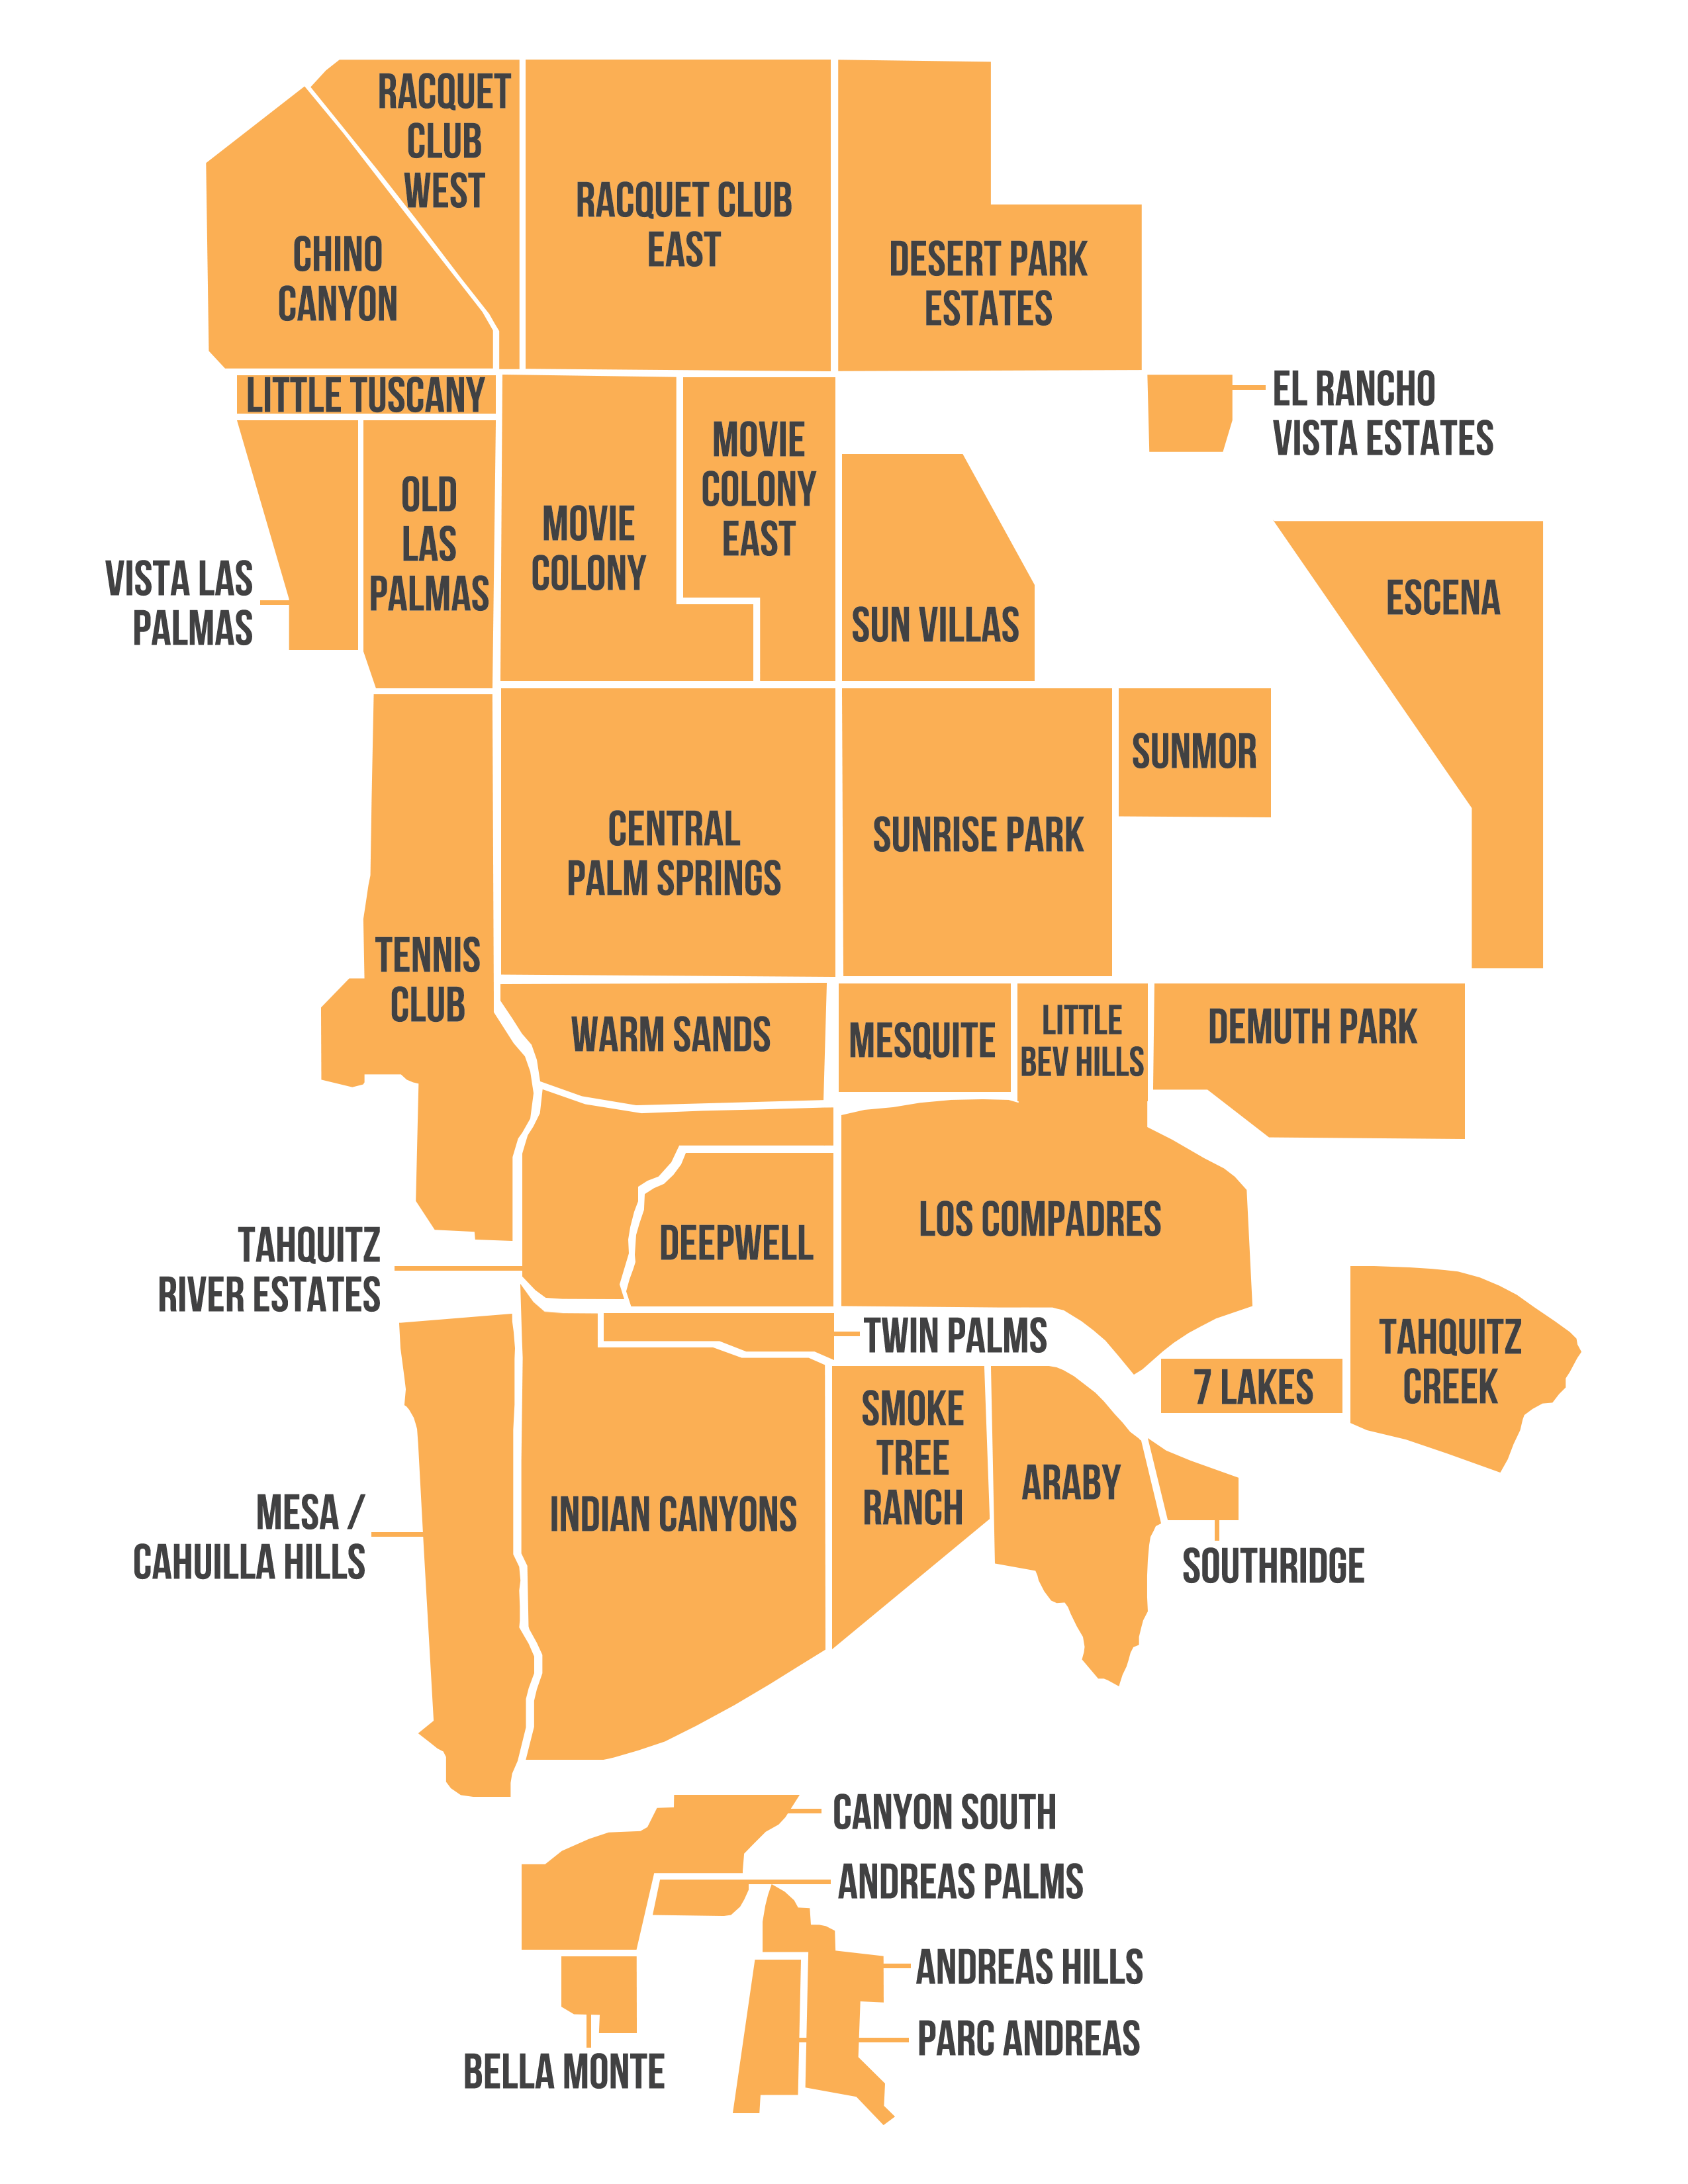 RACQUET
CLUB
WEST
RACQUET CLUB
EAST
CHINO
CANYON
DESERT PARK
ESTATES
LITTLE TUSCANY
EL RANCHO
VISTA ESTATES
MOVIE
COLONY
EAST
OLD
LAS
PALMAS
MOVIE
COLONY
VISTA LAS
PALMAS
SUN VILLAS
ESCENA
SUNMOR
CENTRAL
PALM SPRINGS
SUNRISE PARK
TENNIS
CLUB
WARM SANDS
MESQUITE
LITTLE
BEV HILLS
DEMUTH PARK
TAHQUITZ
RIVER ESTATES
DEEPWELL
LOS COMPADRES
TWIN PALMS
TAHQUITZ
CREEK
7 LAKES
SMOKE
TREE
RANCH
ARABY
MESA /
CAHUILLA HILLS
INDIAN CANYONS
SOUTHRIDGE
CANYON SOUTH
ANDREAS PALMS
ANDREAS HILLS
PARC ANDREAS
BELLA MONTE